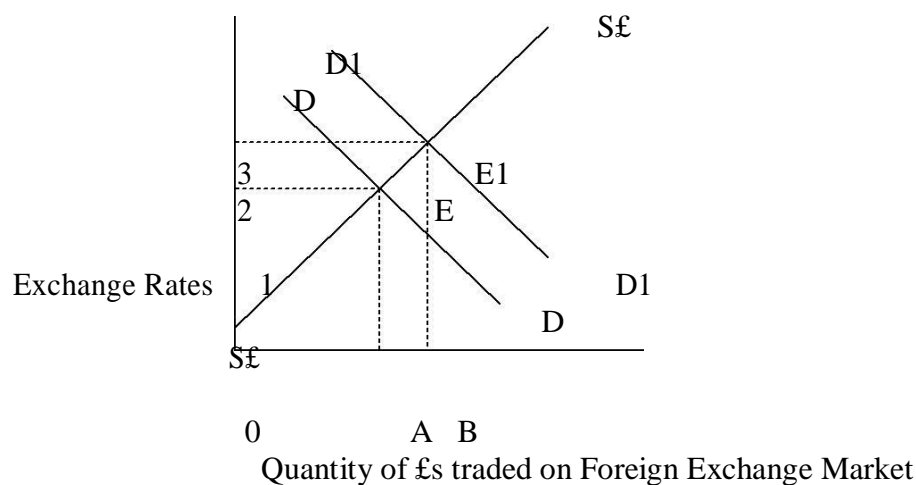 S£
D1
D
3 E1
2 E
Exchange Rates 1 D1
D
S£
0 A B
Quantity of £s traded on Foreign Exchange Market